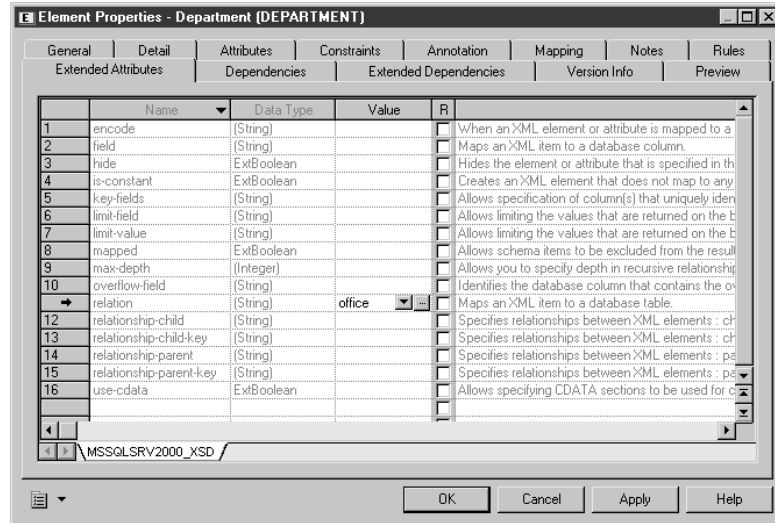 Element Properties - Department (DEPARTMENT)
General Detail Attributes Constraints Annotation Mapping Notes Rules
Extended Attributes Dependencies Extended Dependencies Version Info Preview
Name Data Type Value R
1 encode (String) When an XML element or attribute is mapped to a
2 field (String) Maps an XML item to a database column.
3 hide ExtBoolean Hides the element or attribute that is specified in th
4 is-constant ExtBoolean Creates an XML element that does not map to any
5 key-fields (String) Allows specification of column(s) that uniquely iden
6 limit-field (String) Allows limiting the values that are returned on the b
7 limit-value (String) Allows limiting the values that are returned on the b
8 mapped ExtBoolean Allows schema items to be excluded from the result
9 max-depth (Integer) Allows you to specify depth in recursive relationship
10 overflow-field (String) Identifies the database column that contains the ov
relation (String) office ... Maps an XML item to a database table.
12 relationship-child (String) Specifies relationships between XML elements : ch
13 relationship-child-key (String) Specifies relationships between XML elements : ch
14 relationship-parent (String) Specifies relationships between XML elements : pa
15 relationship-parent-key (String) Specifies relationships between XML elements : pa
16 use-cdata ExtBoolean Allows specifying CDATA sections to be used for c
MSSQLSRV2000_XSD
OK Cancel Apply Help